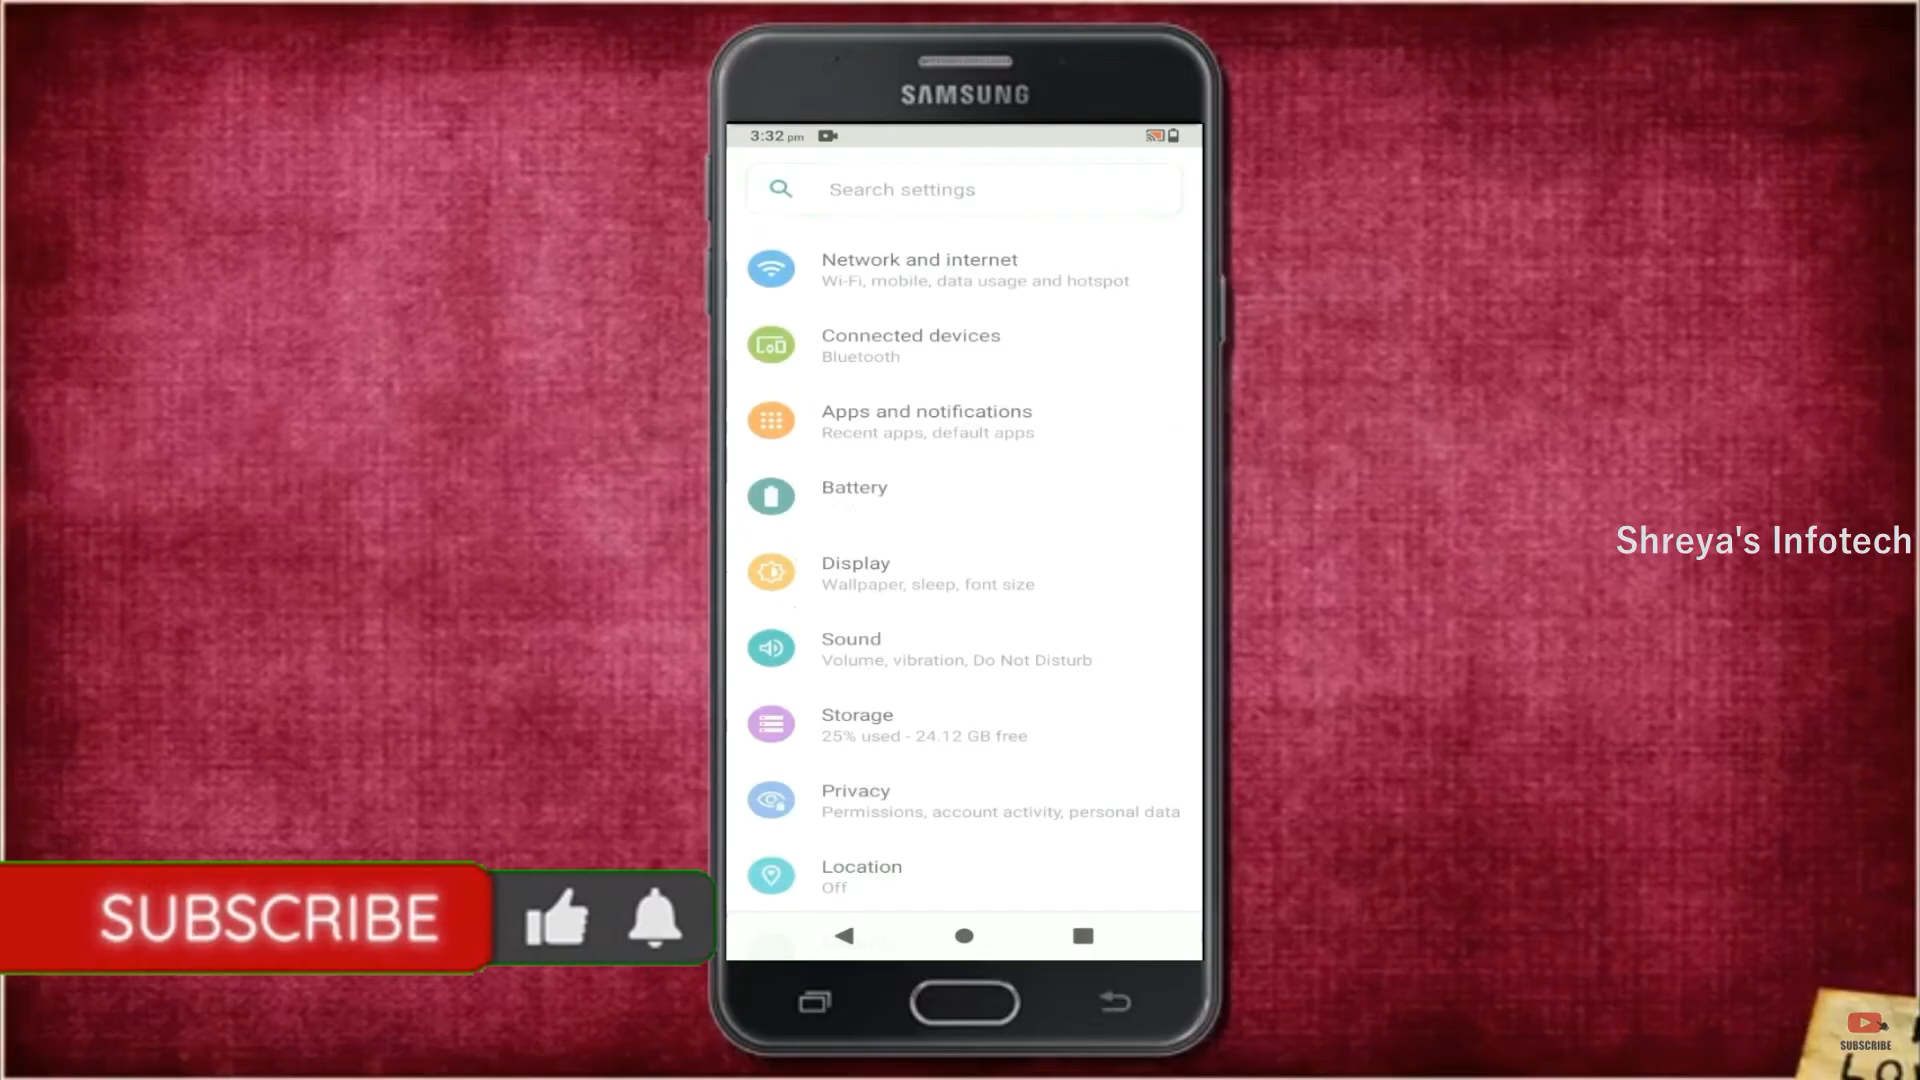 SAMSUNG
3:32 pm
Search settings
Network and internet
Wi-Fi, mobile, data usage and hotspot
Connected devices
Bluetooth
Apps and notifications
Recent apps, default apps
Battery
Display
Wallpaper, sleep, font size
Sound
Volume, vibration, Do Not Disturb
Storage
25% used - 24.12 GB free
Privacy
Permissions, account activity, personal data
Location
Off
Shreya's Infotech
SUBSCRIBE
SUBSCRIBE